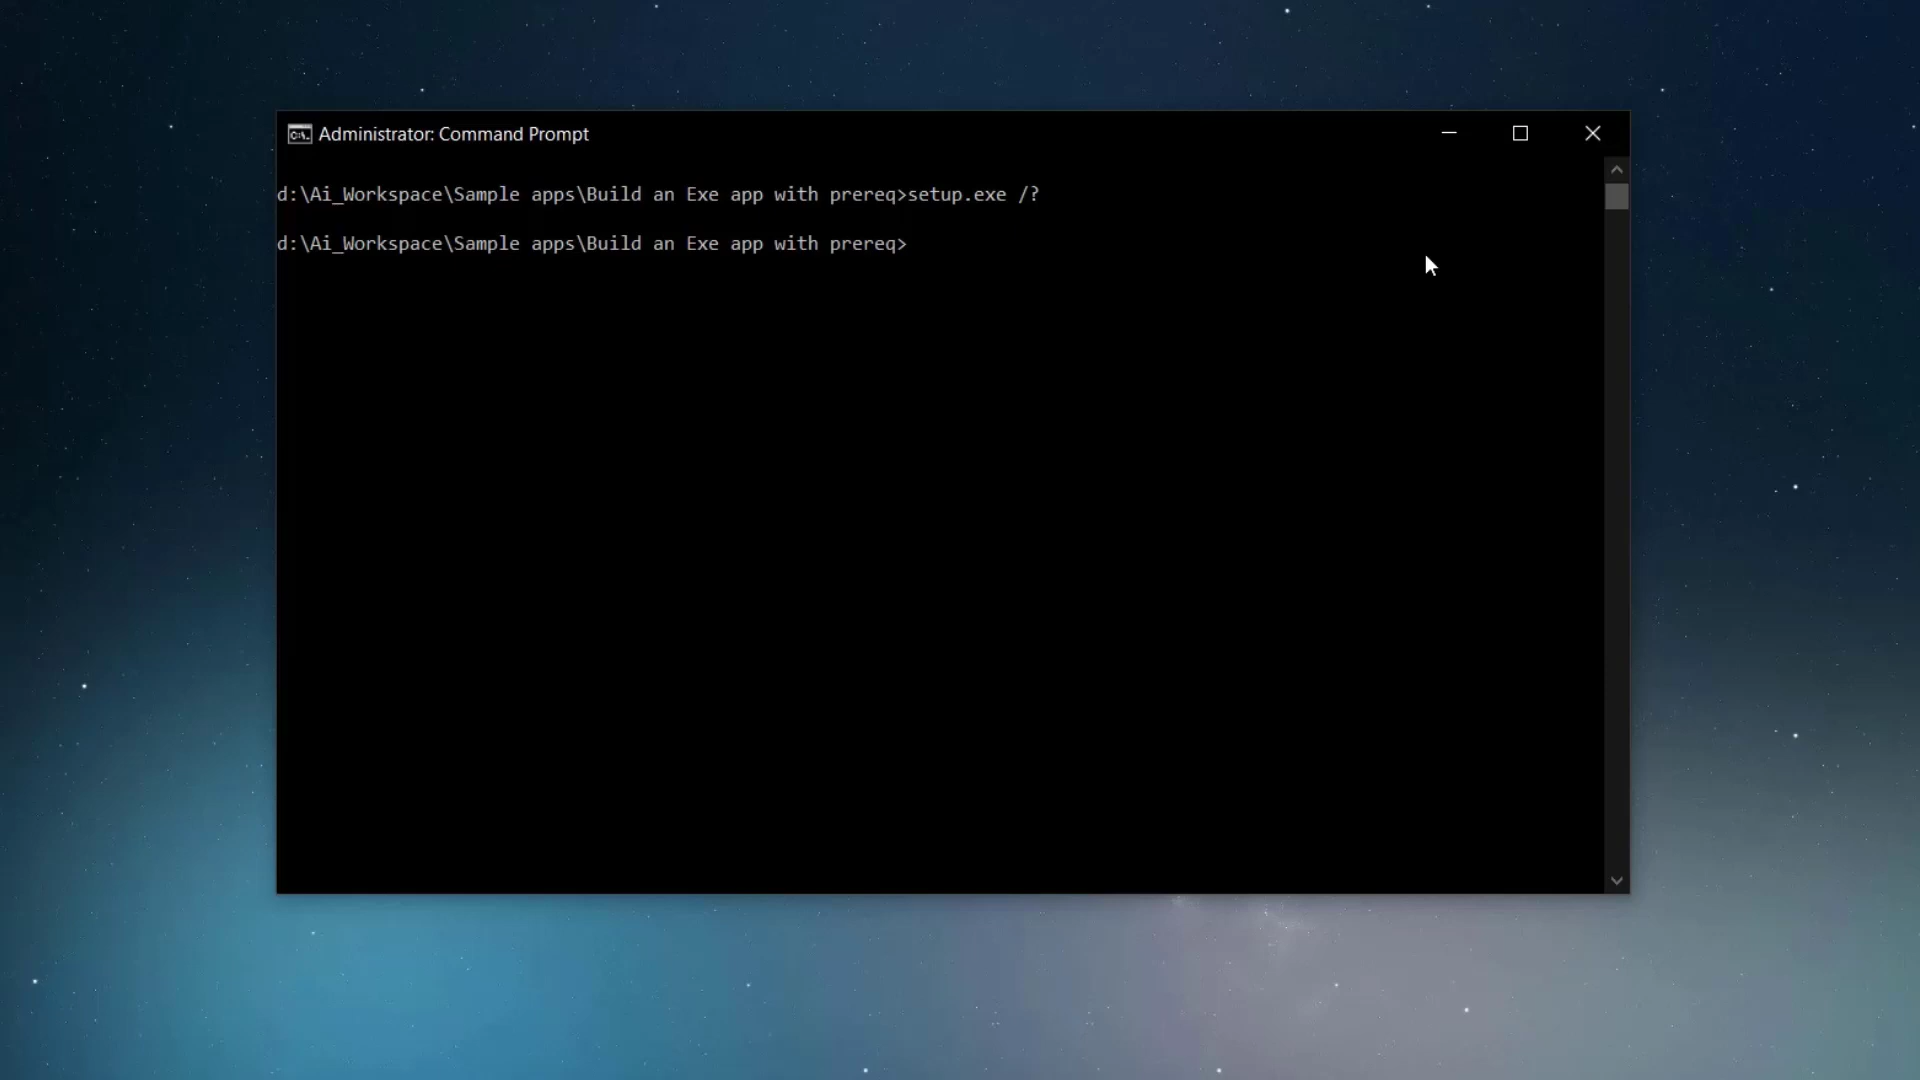 Administrator: Command Prompt
d:\Ai_Workspace\Sample apps\Build an Exe app with prereq>setup.exe /?
d:\Ai_Workspace\Sample apps\Build an Exe app with prereq>